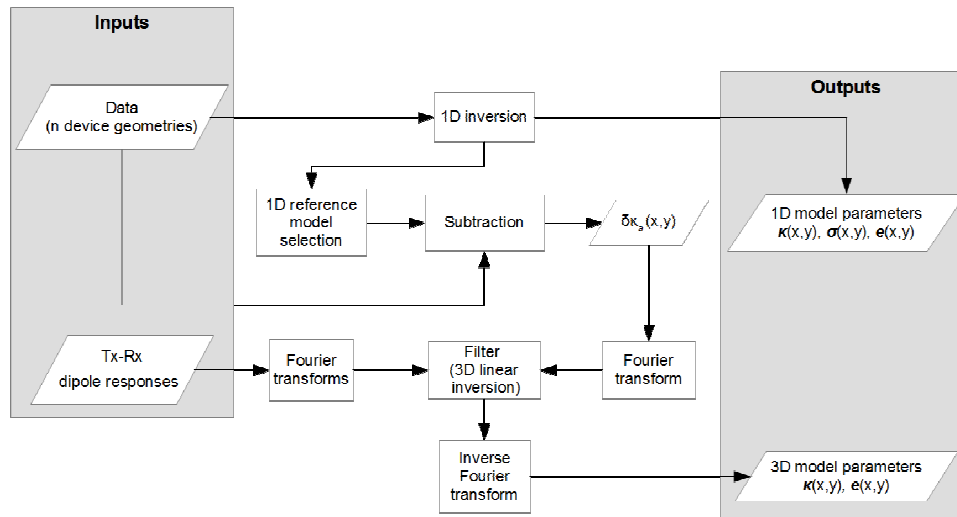 Inputs
Outputs
Data
(n device geometries)
1D inversion
1D reference
model
selection
Subtraction
δκa(x,y)
1D model parameters
κ(x,y), σ(x,y), e(x,y)
Tx-Rx
dipole responses
Fourier
transforms
Filter
(3D linear
inversion)
Fourier
transform
Inverse
Fourier
transform
3D model parameters
κ(x,y), e(x,y)